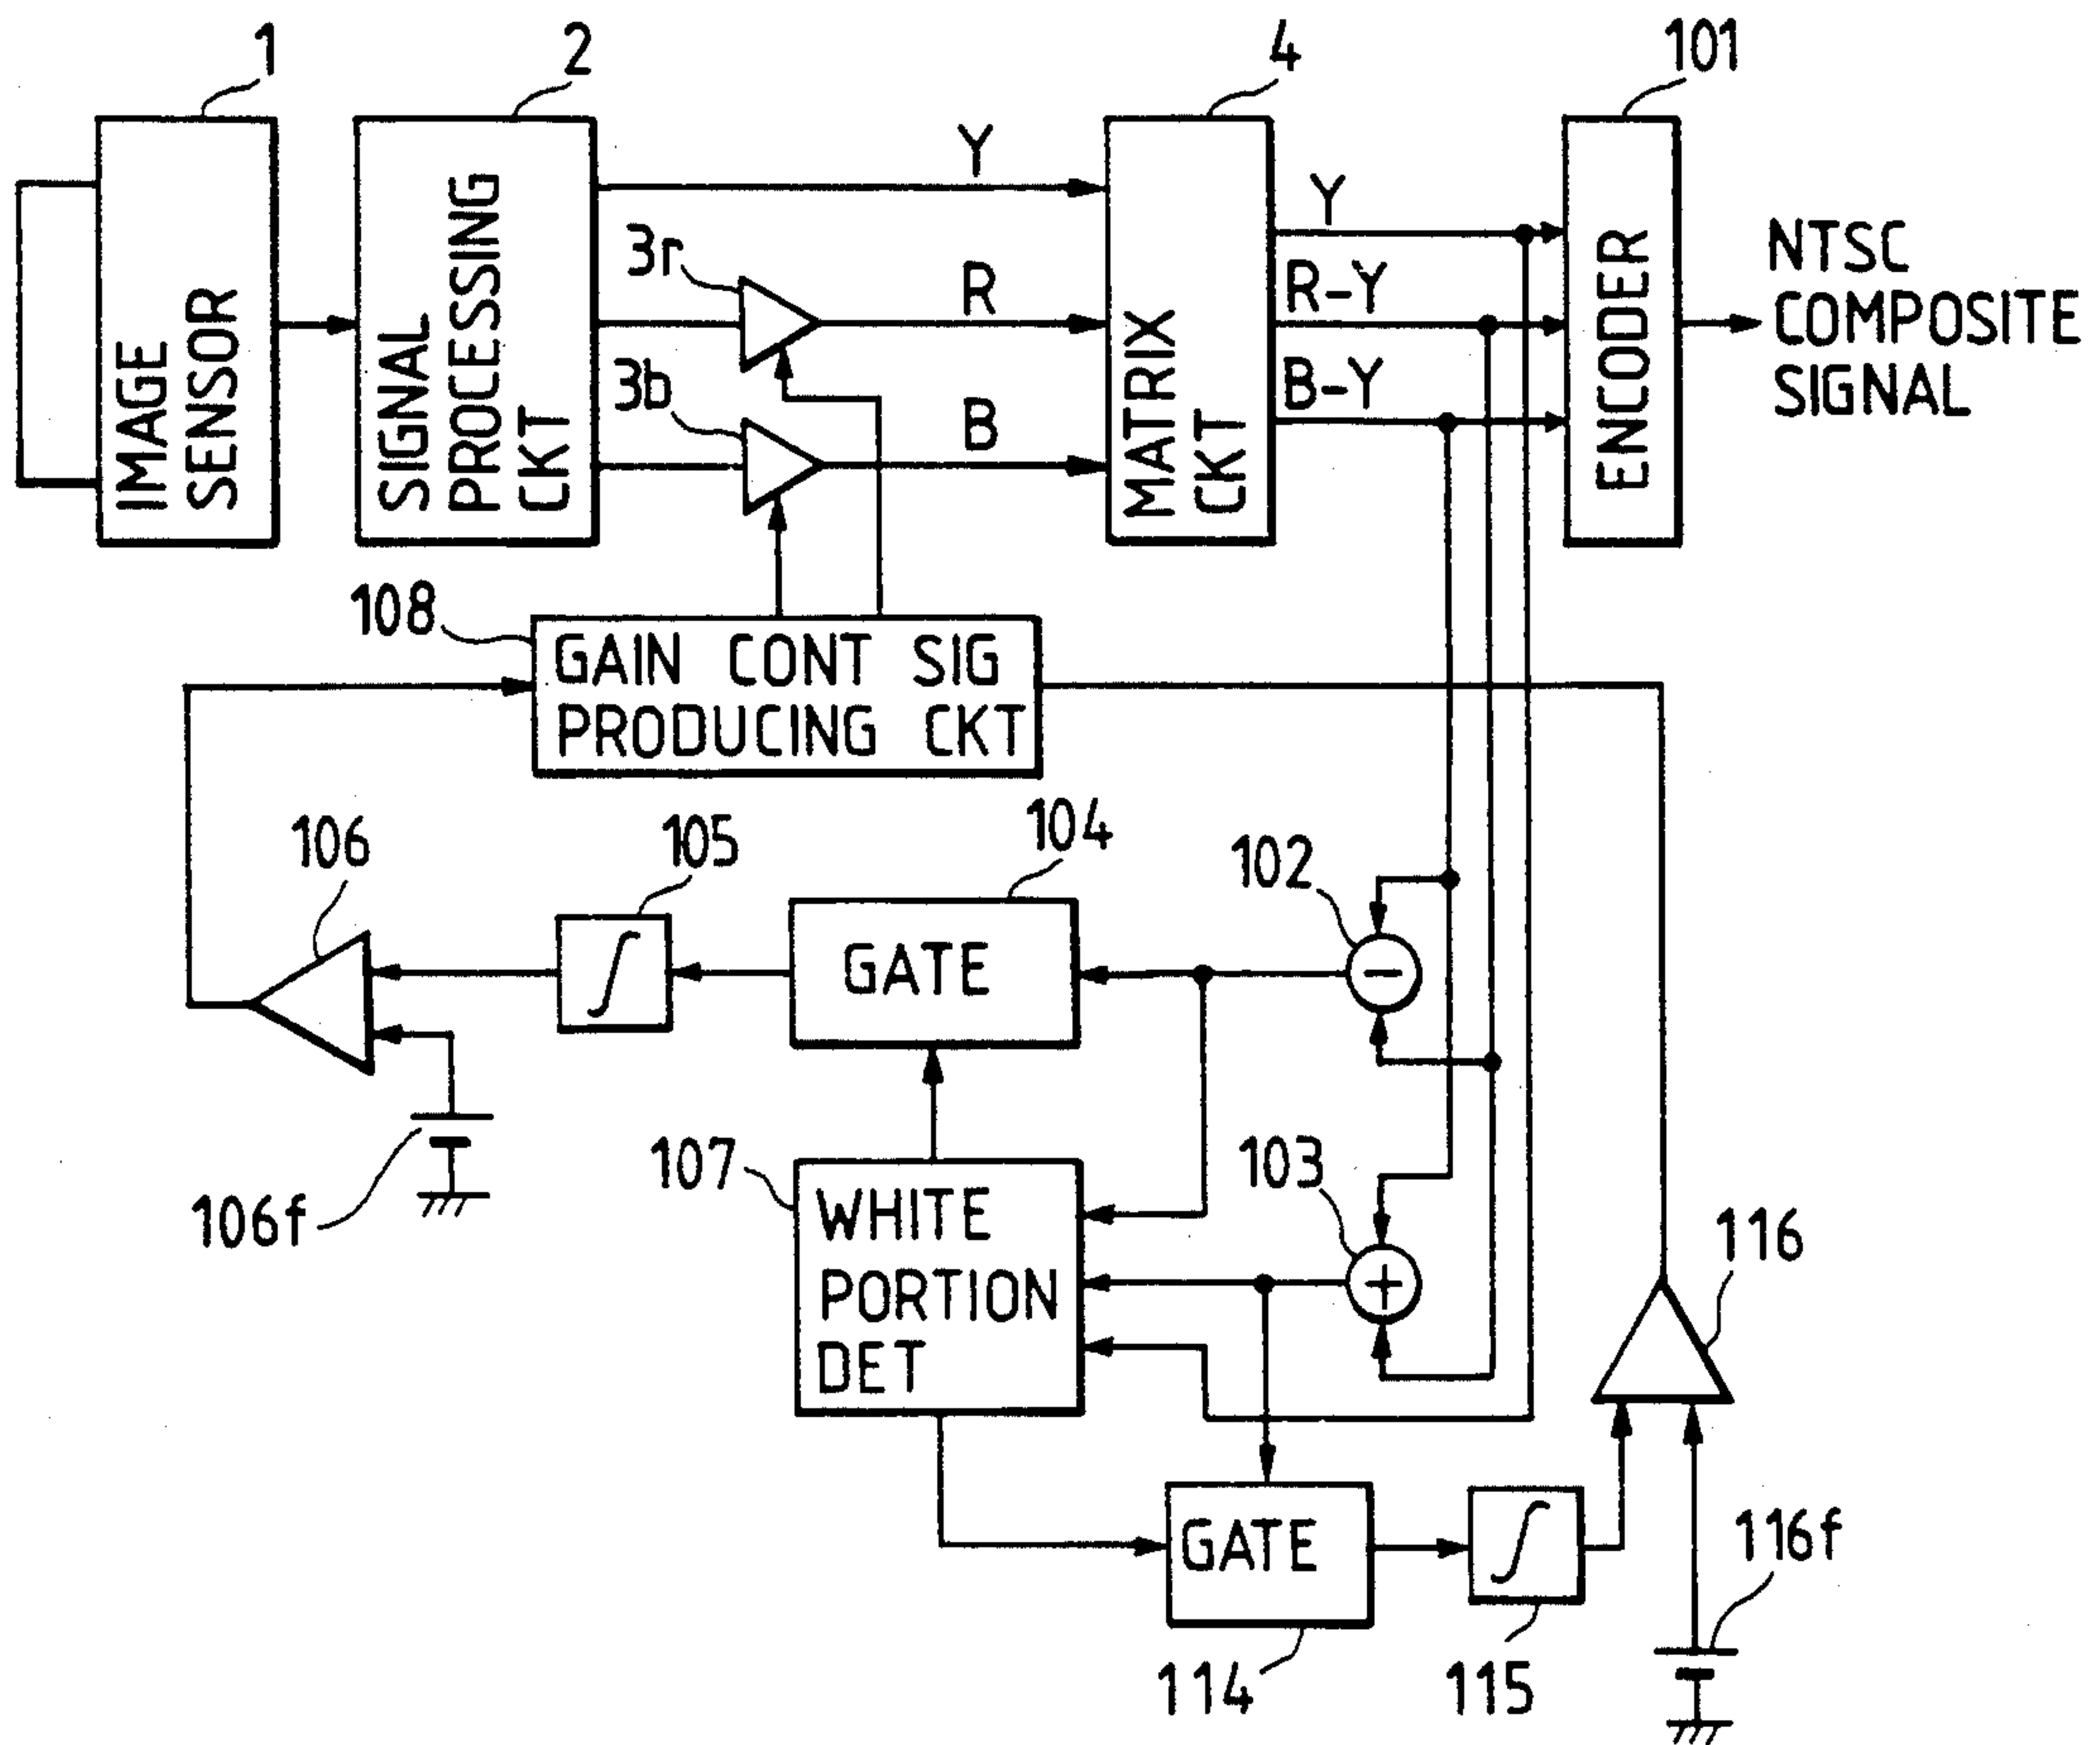 1
2
4
101
IMAGE
SENSOR
SIGNAL
PROCESSING
CKT
Y
3r
R
3b
B
MATRIX
CKT
Y
R-Y
B-Y
ENCODER
NTSC
COMPOSITE
SIGNAL
108
GAIN CONT SIG
PRODUCING CKT
106
105
104
102
GATE
−
106f
107
WHITE
PORTION
DET
103
+
116
GATE
114
115
116f